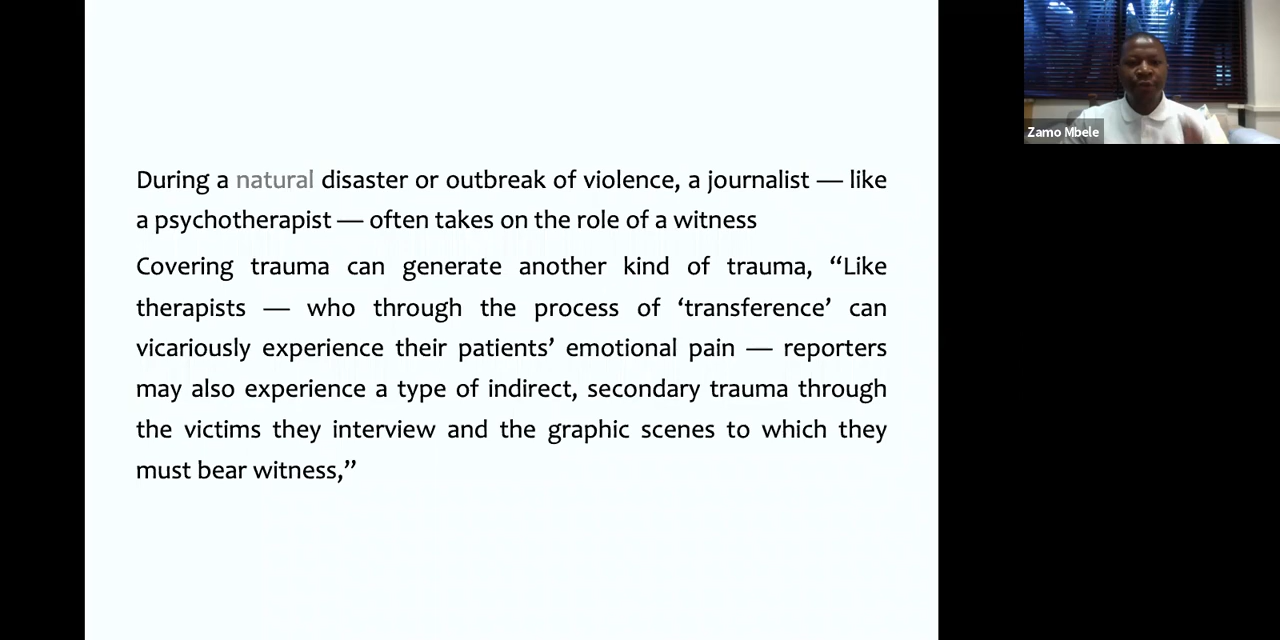 During a natural disaster or outbreak of violence, a journalist — like
a psychotherapist — often takes on the role of a witness
Covering trauma can generate another kind of trauma, “Like
therapists — who through the process of ‘transference’ can
vicariously experience their patients’ emotional pain — reporters
may also experience a type of indirect, secondary trauma through
the victims they interview and the graphic scenes to which they
must bear witness,”
Zamo Mbele